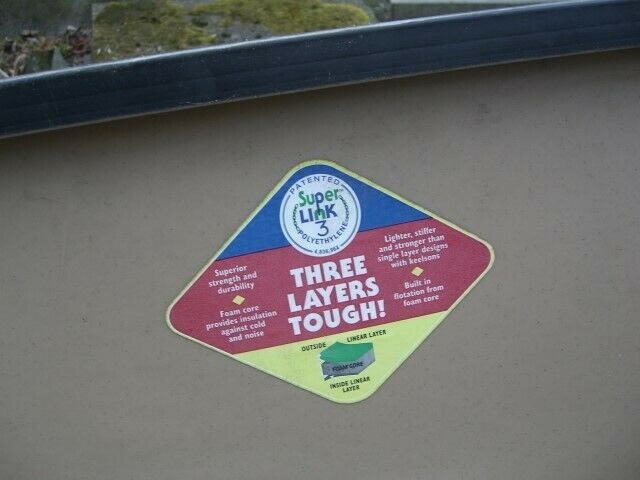 PATENTED
Super
LINK
3
POLYETHYLENE
THREE
LAYERS
TOUGH!
Superior
strength and
durability
Foam core
provides insulation
against cold
and noise
Lighter, stiffer
and stronger than
single layer designs
with keelsons
Built in
flotation from
foam core
OUTSIDE LINEAR LAYER
FOAM CORE
INSIDE LINEAR
LAYER